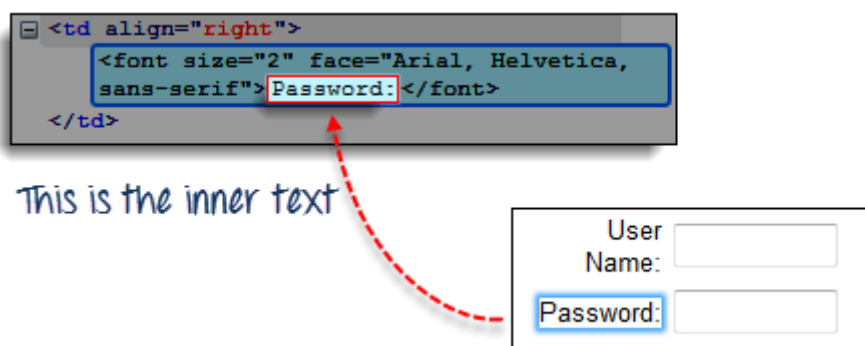 <td align="right">
<font size="2" face="Arial, Helvetica,
sans-serif">Password:</font>
</td>
This is the inner text
User
Name:
Password: